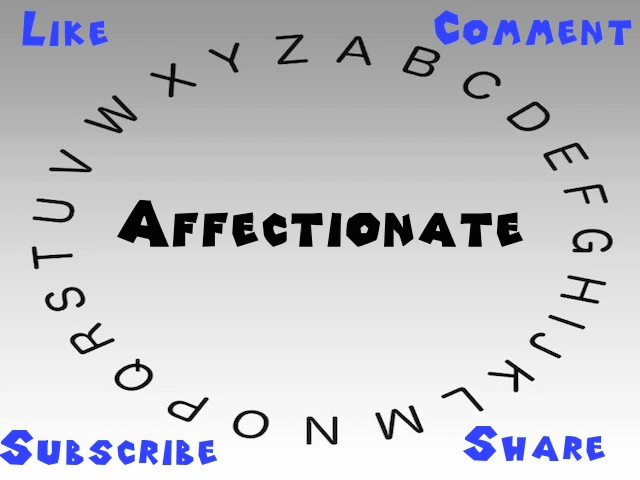 Like
Comment
A B C D E F G H I J K L M N O P Q R S T U V W X Y Z
Affectionate
Subscribe
Share